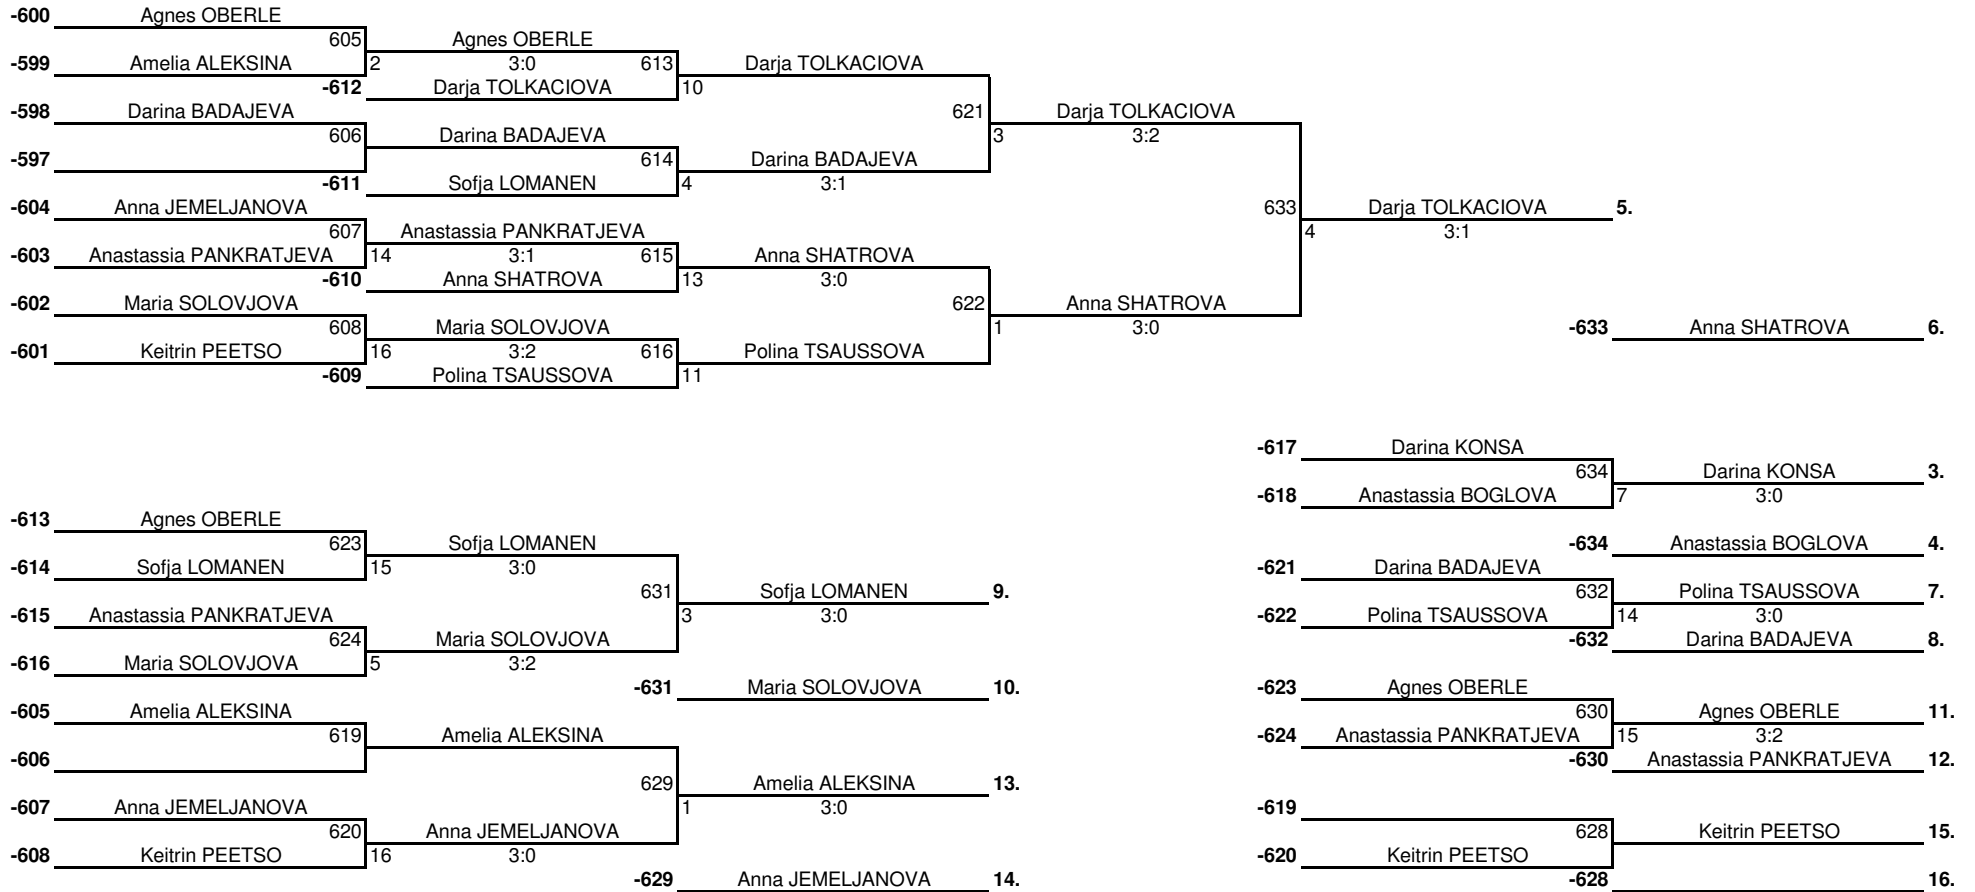 -600 Agnes OBERLE
605 Agnes OBERLE
-599 Amelia ALEKSINA 2 3:0 613 Darja TOLKACIOVA
-612 Darja TOLKACIOVA 10
-598 Darina BADAJEVA 621 Darja TOLKACIOVA
606 Darina BADAJEVA 3 3:2
-597 614 Darina BADAJEVA
-611 Sofja LOMANEN 4 3:1
-604 Anna JEMELJANOVA 633 Darja TOLKACIOVA 5.
607 Anastassia PANKRATJEVA 4 3:1
-603 Anastassia PANKRATJEVA 14 3:1 615 Anna SHATROVA
-610 Anna SHATROVA 13 3:0
-602 Maria SOLOVJOVA 622 Anna SHATROVA
608 Maria SOLOVJOVA 1 3:0 -633 Anna SHATROVA 6.
-601 Keitrin PEETSO 16 3:2 616 Polina TSAUSSOVA
-609 Polina TSAUSSOVA 11
-617 Darina KONSA
634 Darina KONSA 3.
-618 Anastassia BOGLOVA 7 3:0
-613 Agnes OBERLE
623 Sofja LOMANEN -634 Anastassia BOGLOVA 4.
-614 Sofja LOMANEN 15 3:0 -621 Darina BADAJEVA
631 Sofja LOMANEN 9. 632 Polina TSAUSSOVA 7.
-615 Anastassia PANKRATJEVA 3 3:0 -622 Polina TSAUSSOVA 14 3:0
624 Maria SOLOVJOVA -632 Darina BADAJEVA 8.
-616 Maria SOLOVJOVA 5 3:2
-631 Maria SOLOVJOVA 10. -623 Agnes OBERLE
-605 Amelia ALEKSINA 630 Agnes OBERLE 11.
619 Amelia ALEKSINA -624 Anastassia PANKRATJEVA 15 3:2
-606 -630 Anastassia PANKRATJEVA 12.
629 Amelia ALEKSINA 13.
-607 Anna JEMELJANOVA 1 3:0 -619
620 Anna JEMELJANOVA 628 Keitrin PEETSO 15.
-608 Keitrin PEETSO 16 3:0 -620 Keitrin PEETSO
-629 Anna JEMELJANOVA 14. -628 16.